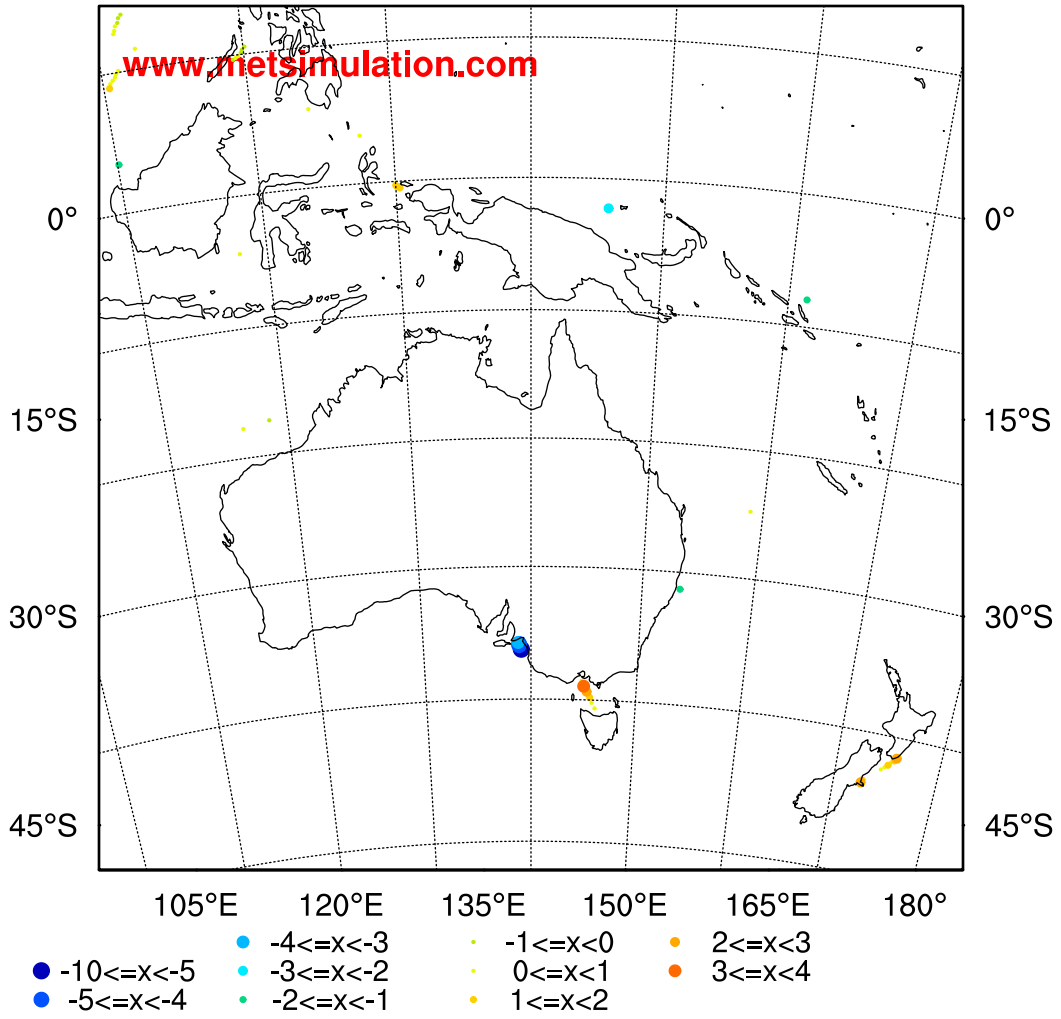 www.metsimulation.com
0° 0°
15°S 15°S
30°S 30°S
45°S 45°S
105°E 120°E 135°E 150°E 165°E 180°
-4<=x<-3 -1<=x<0 2<=x<3
-10<=x<-5 -3<=x<-2 0<=x<1 3<=x<4
-5<=x<-4 -2<=x<-1 1<=x<2